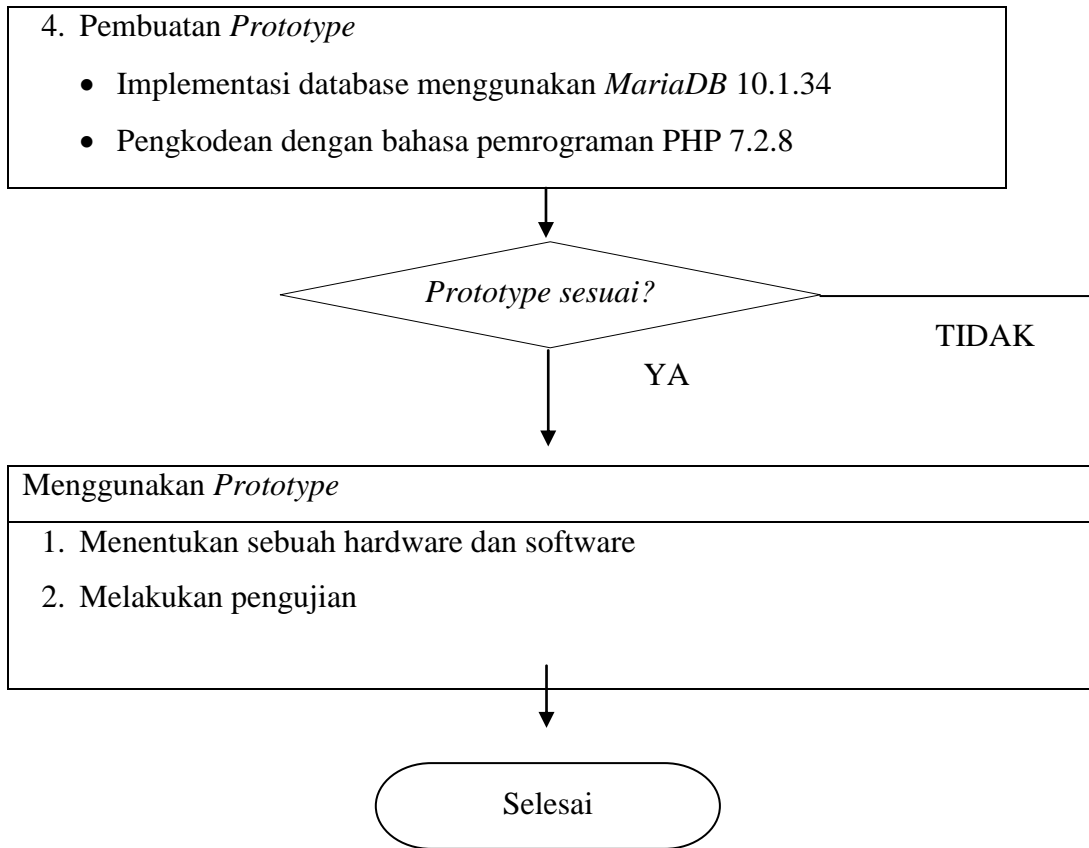 4. Pembuatan Prototype
• Implementasi database menggunakan MariaDB 10.1.34
• Pengkodean dengan bahasa pemrograman PHP 7.2.8
Prototype sesuai?
TIDAK
YA
Menggunakan Prototype
1. Menentukan sebuah hardware dan software
2. Melakukan pengujian
Selesai